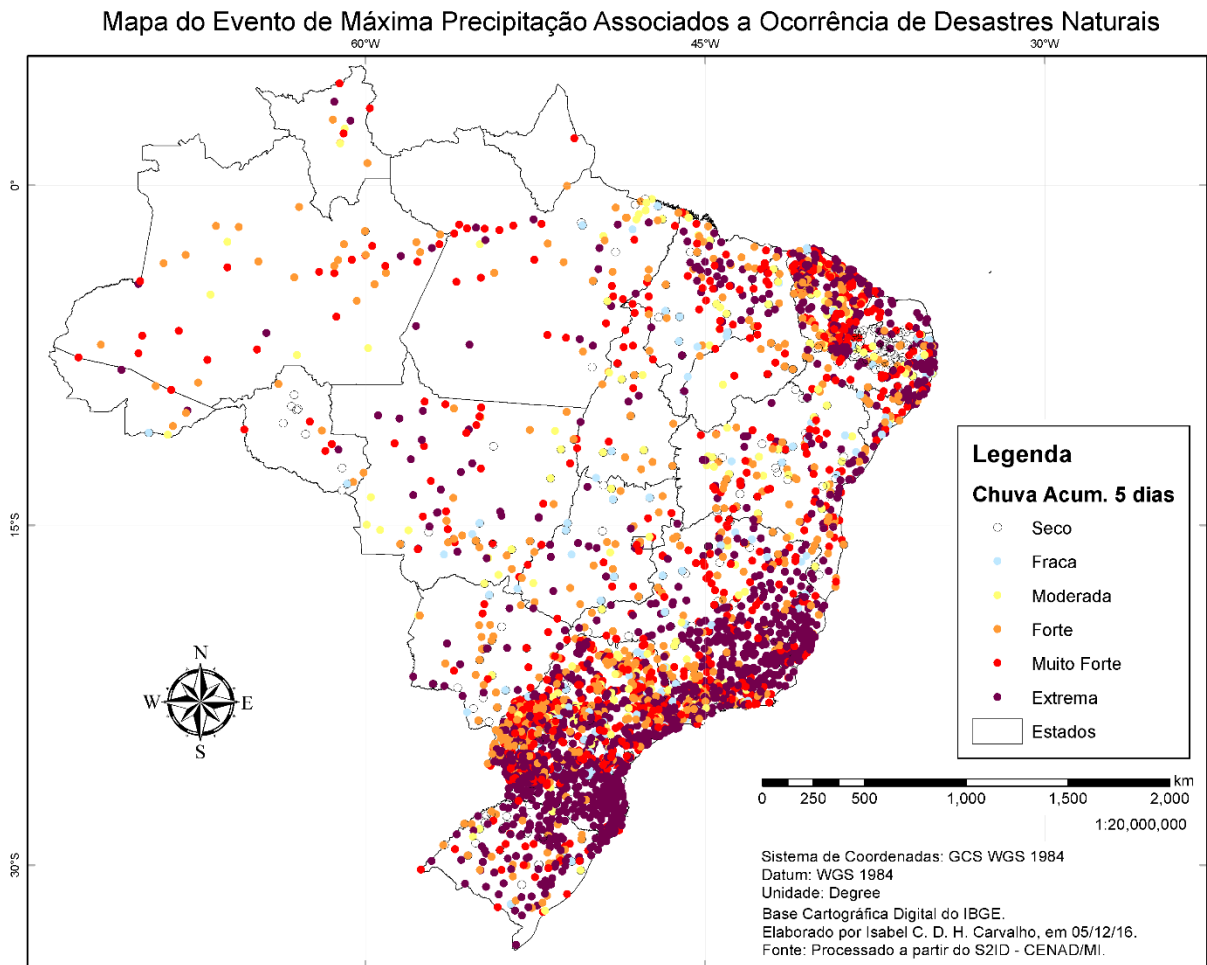 Mapa do Evento de Máxima Precipitação Associados a Ocorrência de Desastres Naturais
60°W
45°W
30°W
0°
15°S
30°S
N
W
E
S
Legenda
Chuva Acum. 5 dias
Seco
Fraca
Moderada
Forte
Muito Forte
Extrema
Estados
km
0 250 500 1,000 1,500 2,000
1:20,000,000
Sistema de Coordenadas: GCS WGS 1984
Datum: WGS 1984
Unidade: Degree
Base Cartográfica Digital do IBGE.
Elaborado por Isabel C. D. H. Carvalho, em 05/12/16.
Fonte: Processado a partir do S2ID - CENAD/MI.